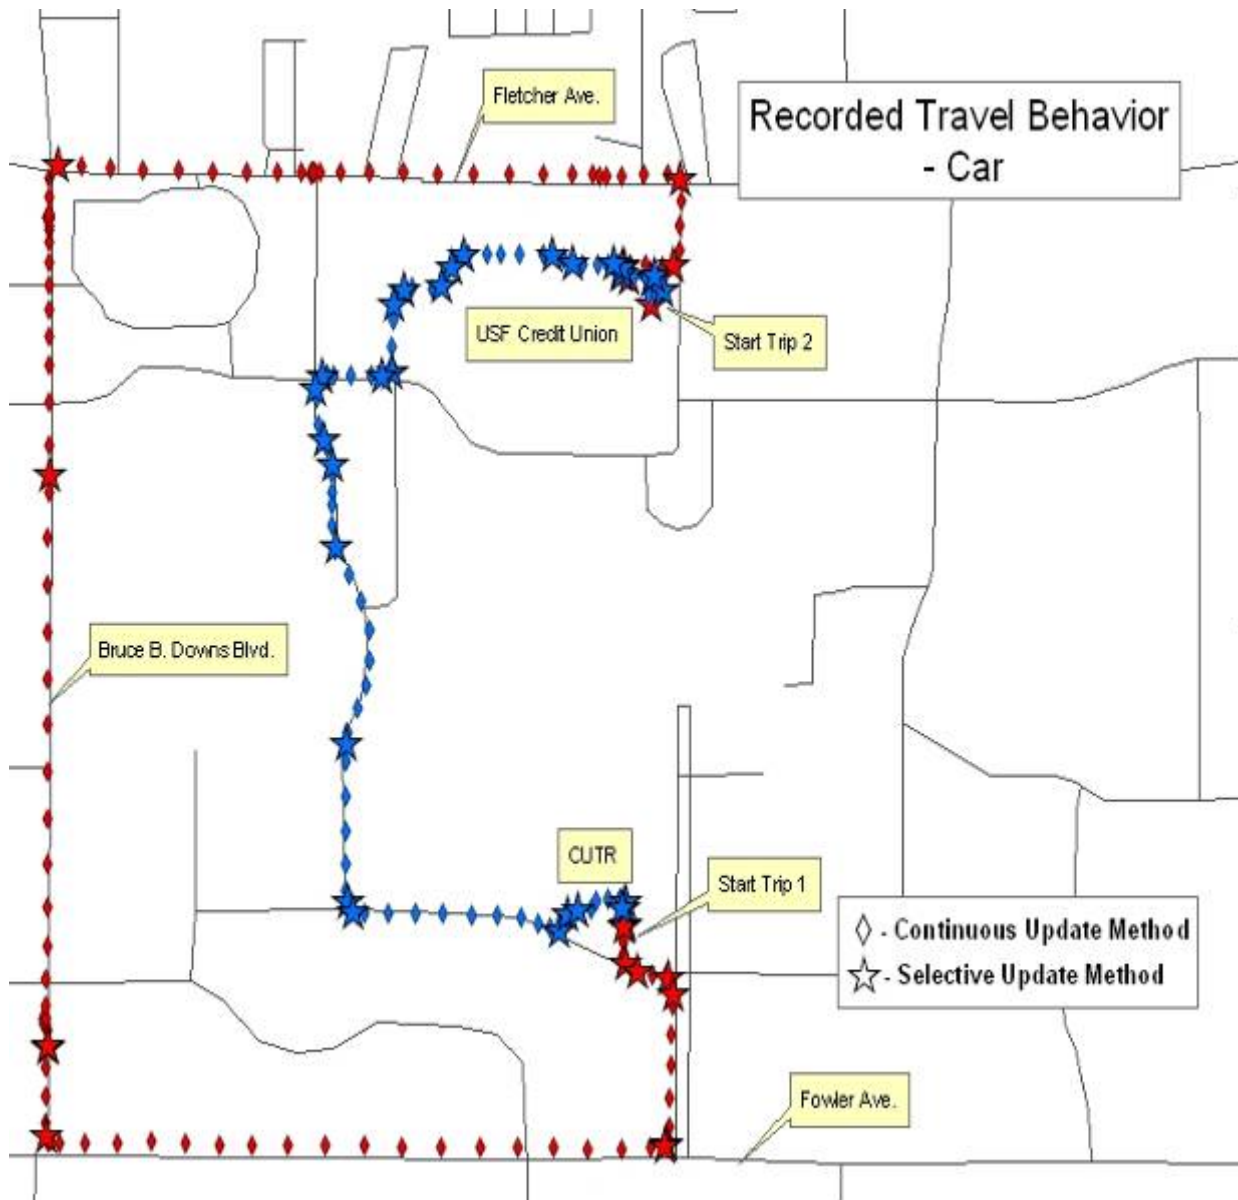 Fletcher Ave.
Recorded Travel Behavior
- Car
USF Credit Union
Start Trip 2
Bruce B. Downs Blvd.
CUTR
Start Trip 1
- Continuous Update Method
- Selective Update Method
Fowler Ave.